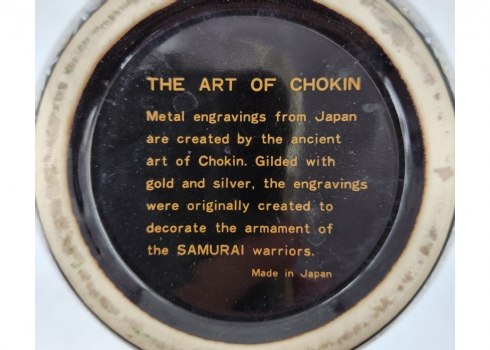 THE ART OF CHOKIN
Metal engravings from Japan
are created by the ancient
art of Chokin. Gilded with
gold and silver, the engravings
were originally created to
decorate the armament of
the SAMURAI warriors.
Made in Japan